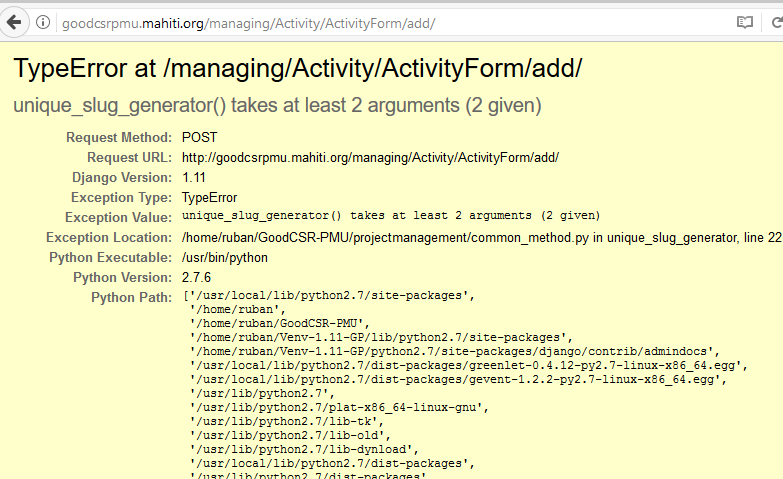 goodcsrpmu.mahiti.org/managing/Activity/ActivityForm/add/
TypeError at /managing/Activity/ActivityForm/add/
unique_slug_generator() takes at least 2 arguments (2 given)
Request Method: POST
Request URL: http://goodcsrpmu.mahiti.org/managing/Activity/ActivityForm/add/
Django Version: 1.11
Exception Type: TypeError
Exception Value: unique_slug_generator() takes at least 2 arguments (2 given)
Exception Location: /home/ruban/GoodCSR-PMU/projectmanagement/common_method.py in unique_slug_generator, line 22
Python Executable: /usr/bin/python
Python Version: 2.7.6
Python Path: ['/usr/local/lib/python2.7/site-packages',
'/home/ruban',
'/home/ruban/GoodCSR-PMU',
'/home/ruban/Venv-1.11-GP/lib/python2.7/site-packages',
'/home/ruban/Venv-1.11-GP/python2.7/site-packages/django/contrib/admindocs',
'/usr/local/lib/python2.7/dist-packages/greenlet-0.4.12-py2.7-linux-x86_64.egg',
'/usr/local/lib/python2.7/dist-packages/gevent-1.2.2-py2.7-linux-x86_64.egg',
'/usr/lib/python2.7',
'/usr/lib/python2.7/plat-x86_64-linux-gnu',
'/usr/lib/python2.7/lib-tk',
'/usr/lib/python2.7/lib-old',
'/usr/lib/python2.7/lib-dynload',
'/usr/local/lib/python2.7/dist-packages',
'/usr/lib/python2.7/dist-packages',